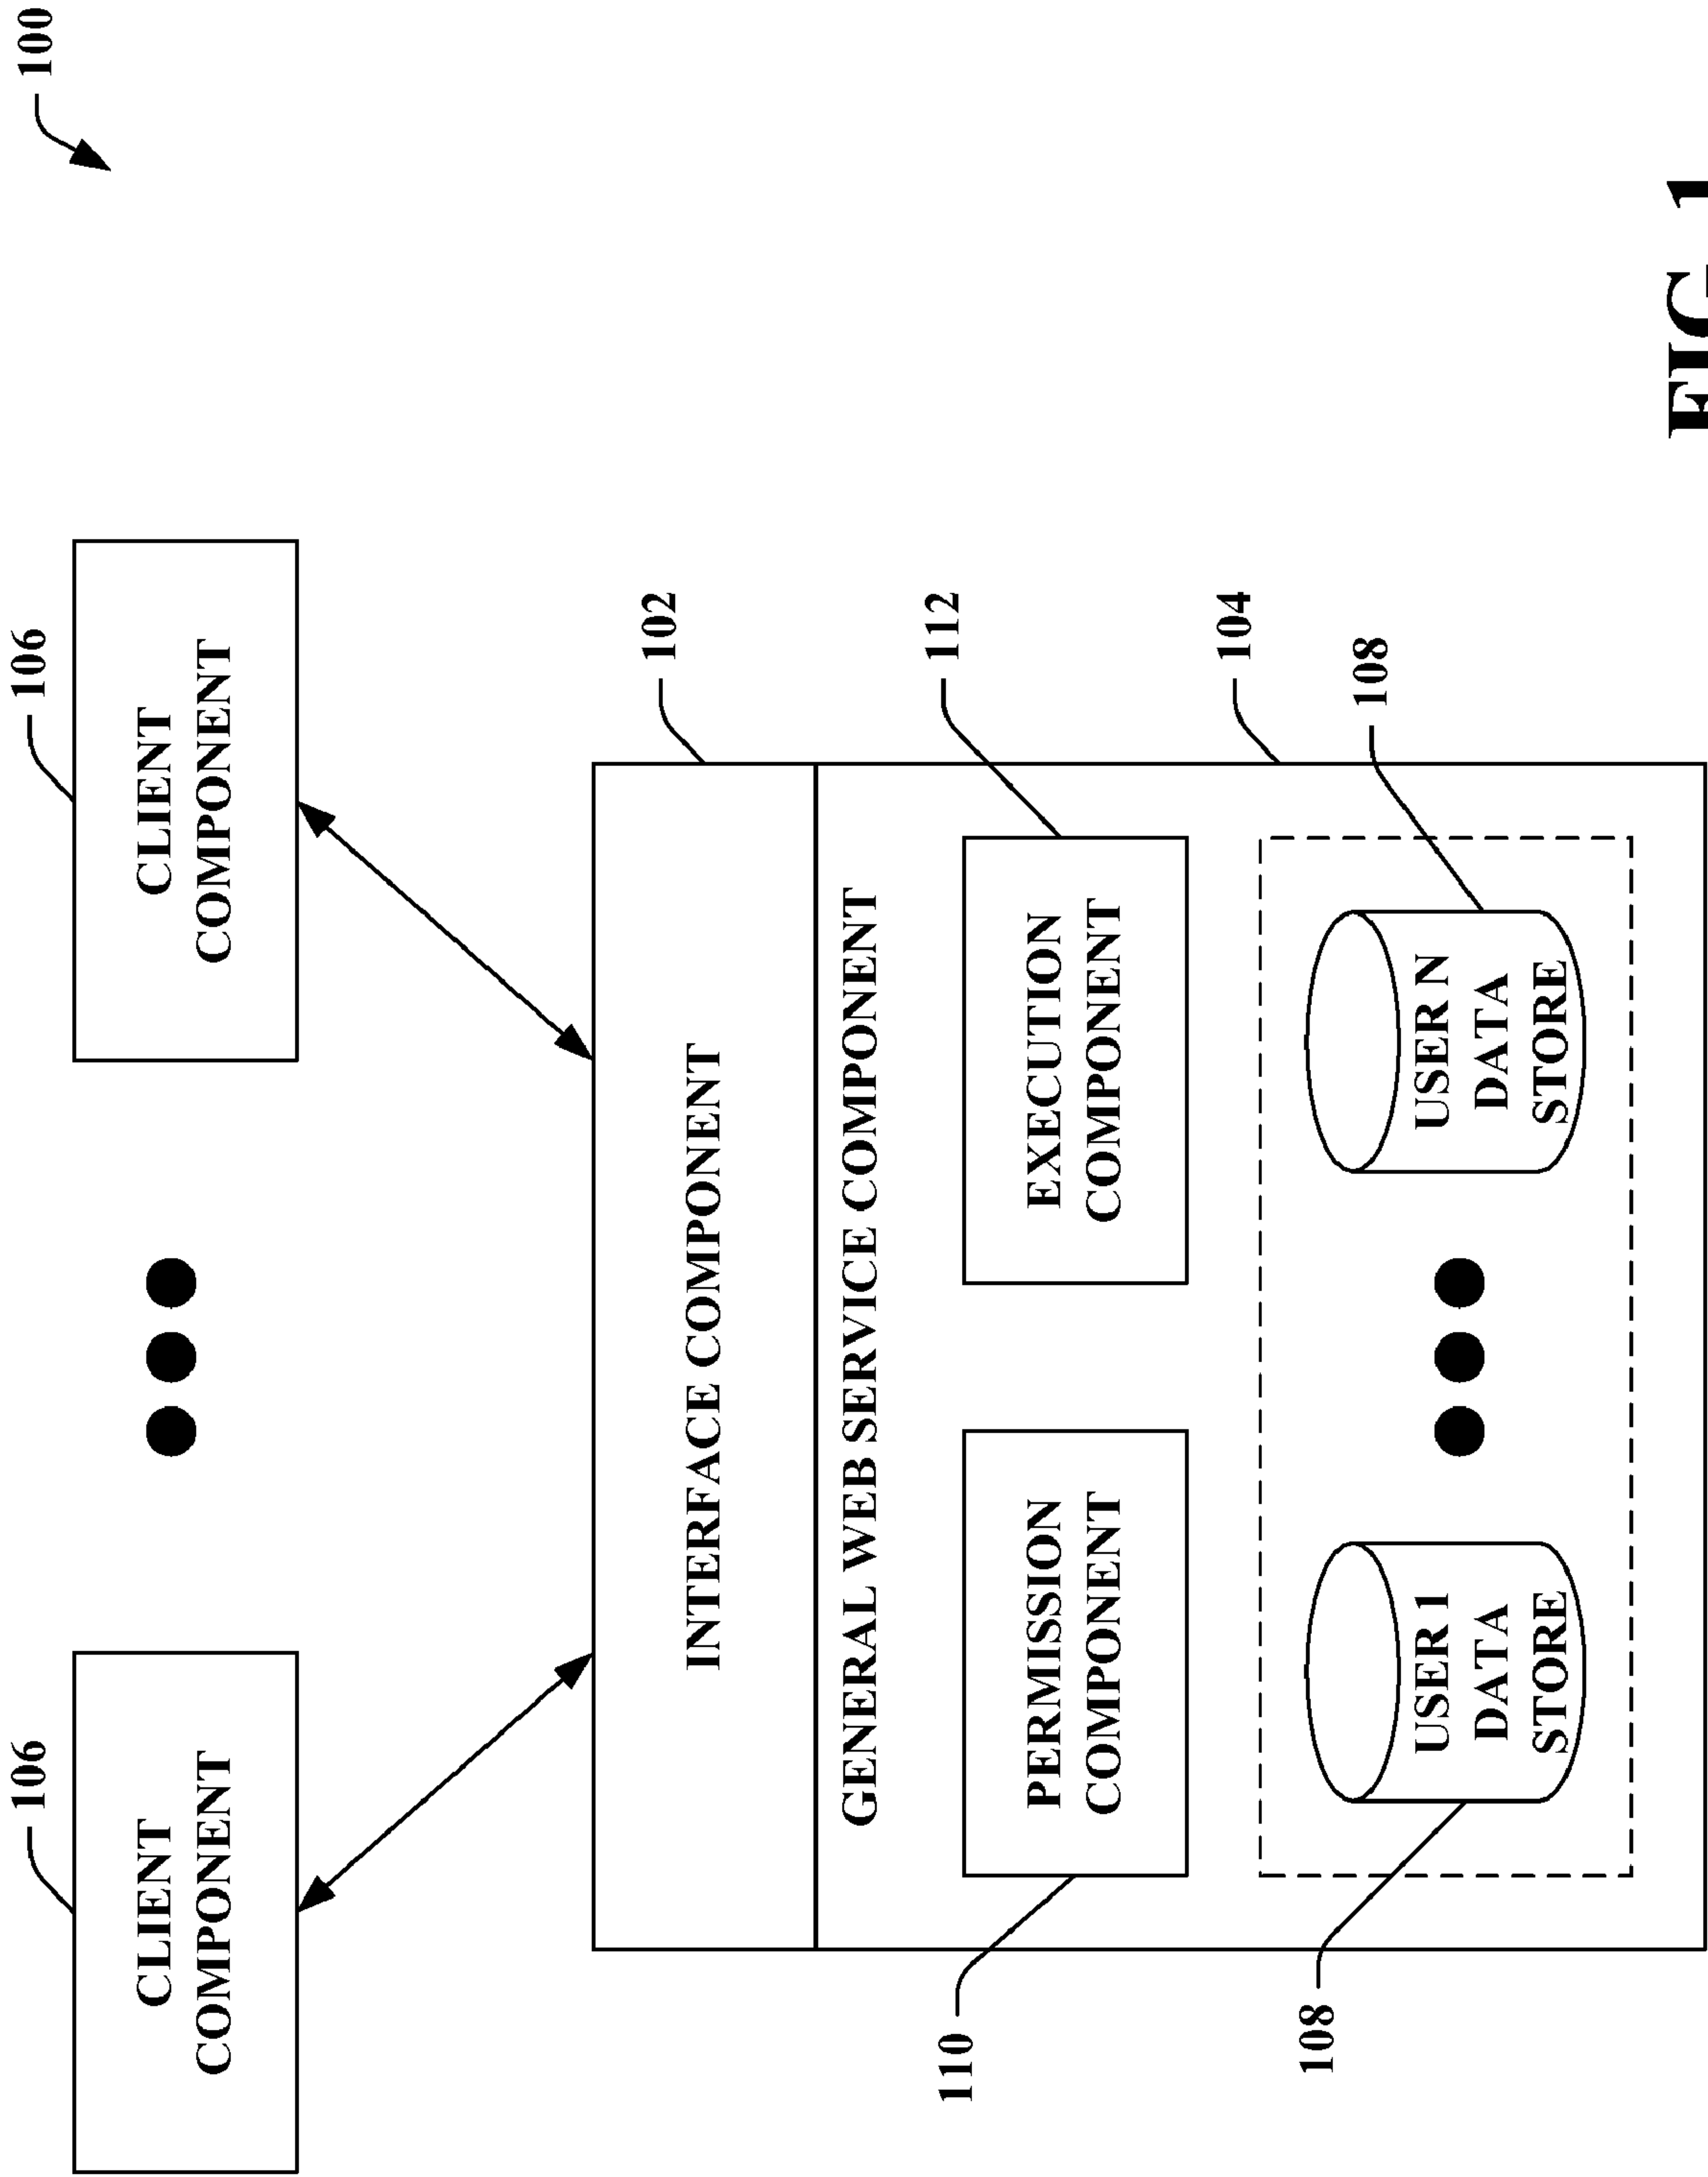 100
106
106
CLIENT
COMPONENT
CLIENT
COMPONENT
102
INTERFACE COMPONENT
GENERAL WEB SERVICE COMPONENT
110
112
PERMISSION
COMPONENT
EXECUTION
COMPONENT
104
108
108
USER 1
DATA
STORE
USER N
DATA
STORE
FIG. 1